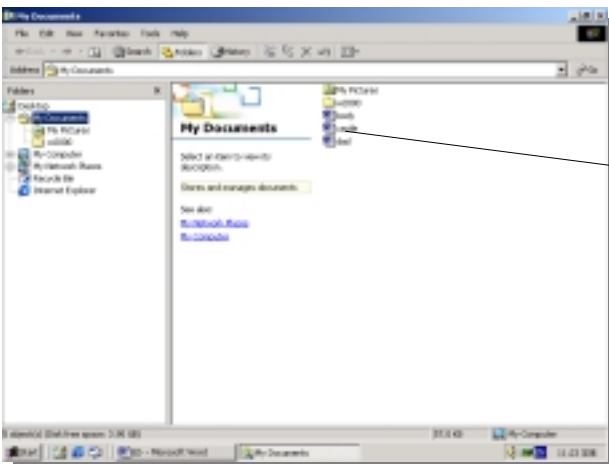 My Documents
File Edit View Favorites Tools Help
Search Folders History
Address My Documents
Folders
Desktop
My Documents
My Pictures
My Computer
My Network Places
Recycle Bin
Internet Explorer
My Documents
Select an item to view its
description.
Stores and manages documents
See also:
My Network Places
My Computer
My Pictures
My Computer
Start
Microsoft Word
My Documents